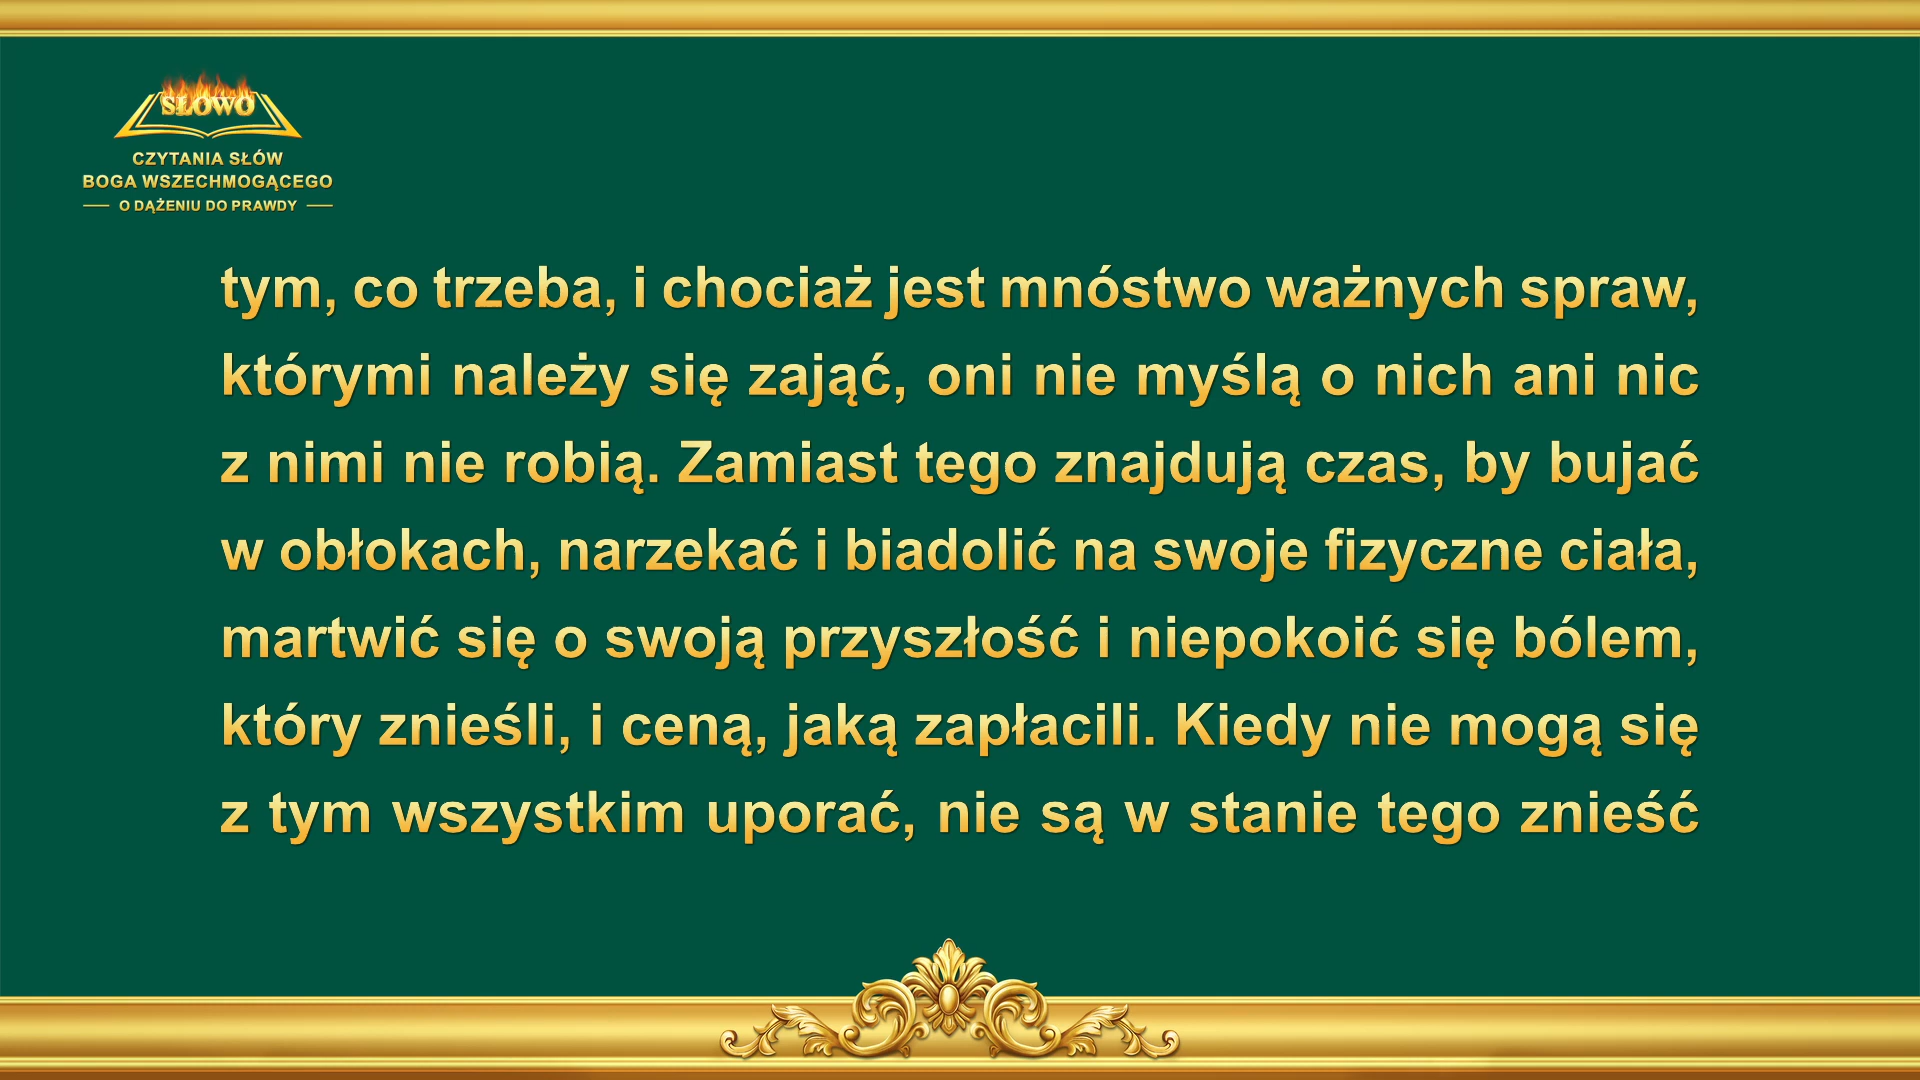 SŁOWO
CZYTANIA SŁÓW
BOGA WSZECHMOGĄCEGO
O DĄŻENIU DO PRAWDY
tym, co trzeba, i chociaż jest mnóstwo ważnych spraw,
którymi należy się zająć, oni nie myślą o nich ani nic
z nimi nie robią. Zamiast tego znajdują czas, by bujać
w obłokach, narzekać i biadolić na swoje fizyczne ciała,
martwić się o swoją przyszłość i niepokoić się bólem,
który znieśli, i ceną, jaką zapłacili. Kiedy nie mogą się
z tym wszystkim uporać, nie są w stanie tego znieść